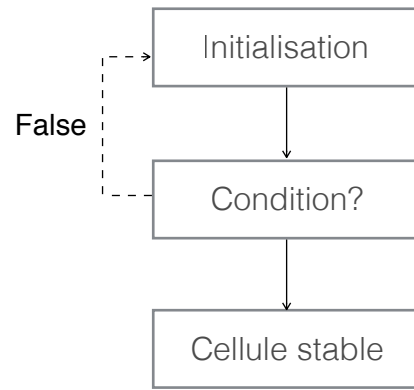 Initialisation
False
Condition?
Cellule stable